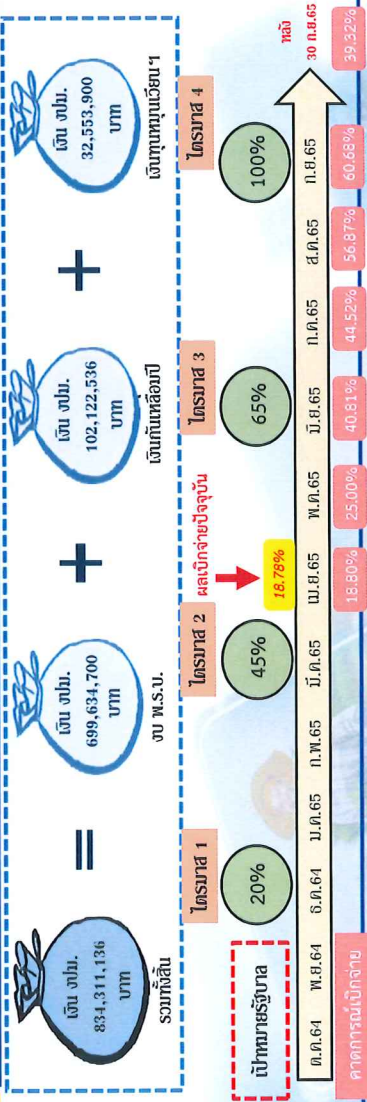 เงิน งปม.
834,311,136
บาท
รวมทั้งสิ้น
=
เงิน งปม.
699,634,700
บาท
งบ พ.ร.บ.
+
เงิน งปม.
102,122,536
บาท
เงินกันเหลื่อมปี
+
เงิน งปม.
32,553,900
บาท
เงินทุนหมุนเวียนฯ
ไตรมาส 1
ไตรมาส 2
ไตรมาส 3
ไตรมาส 4
ผลเบิกจ่ายปัจจุบัน
เป้าหมายรัฐบาล
20%
45%
18.78%
65%
100%
หลัง
30 ก.ย.65
ต.ค.64 พ.ย.64 ธ.ค.64 ม.ค.65 ก.พ.65 มี.ค.65 เม.ย.65 พ.ค.65 มิ.ย.65 ก.ค.65 ส.ค.65 ก.ย.65
คาดการณ์เบิกจ่าย
18.80% 25.00% 40.81% 44.52% 56.87% 60.68% 39.32%